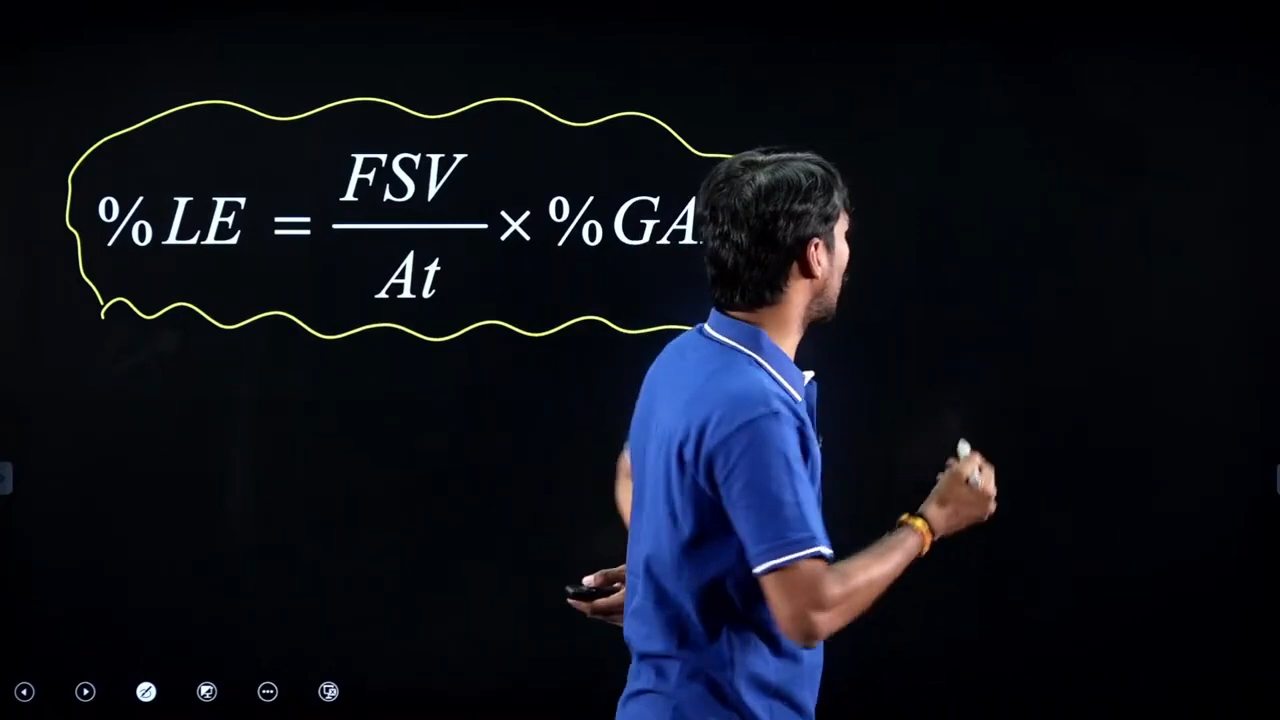 %LE = FSV/At × %GA